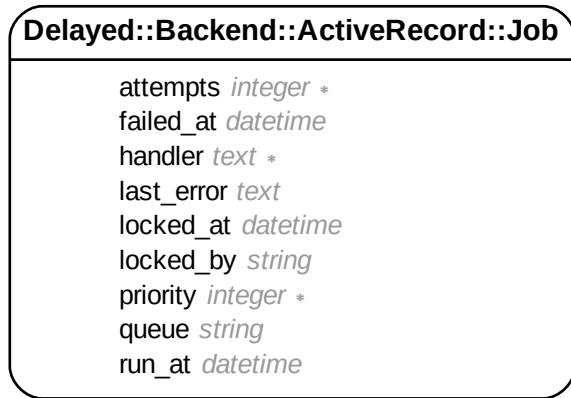 Delayed::Backend::ActiveRecord::Job
attempts integer *
failed_at datetime
handler text *
last_error text
locked_at datetime
locked_by string
priority integer *
queue string
run_at datetime